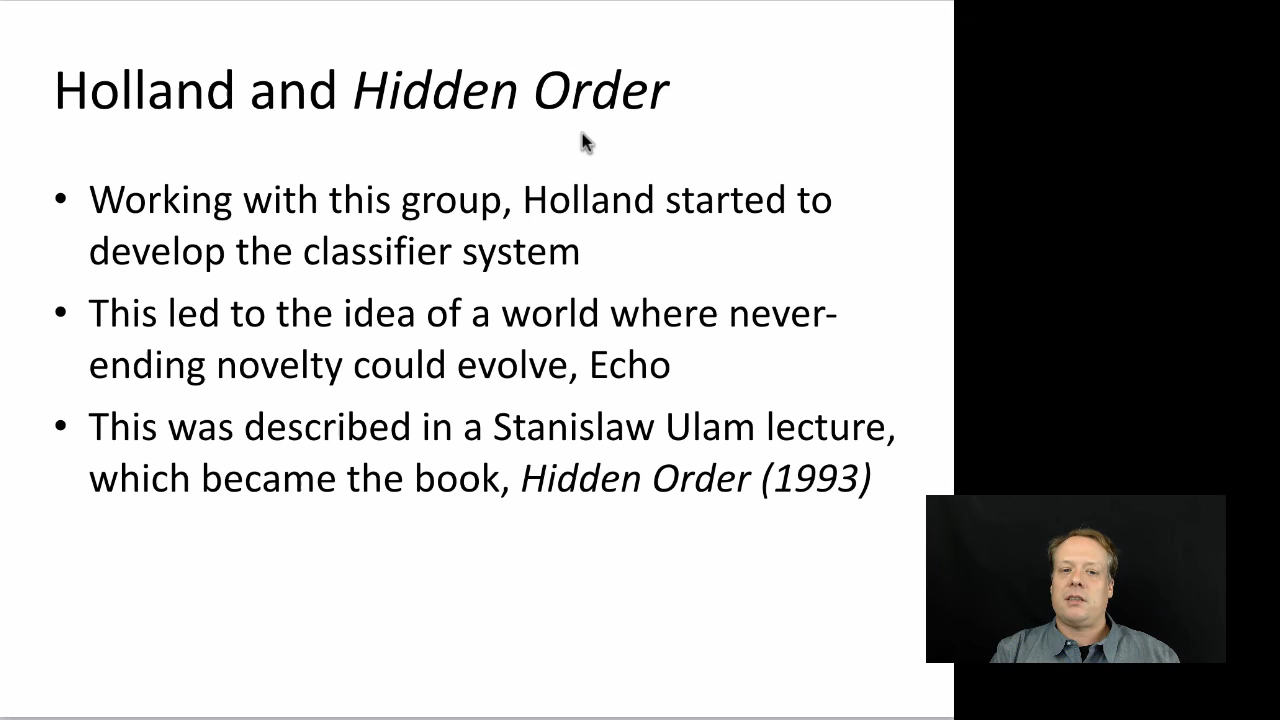 Holland and Hidden Order
• Working with this group, Holland started to
develop the classifier system
• This led to the idea of a world where never-
ending novelty could evolve, Echo
• This was described in a Stanislaw Ulam lecture,
which became the book, Hidden Order (1993)